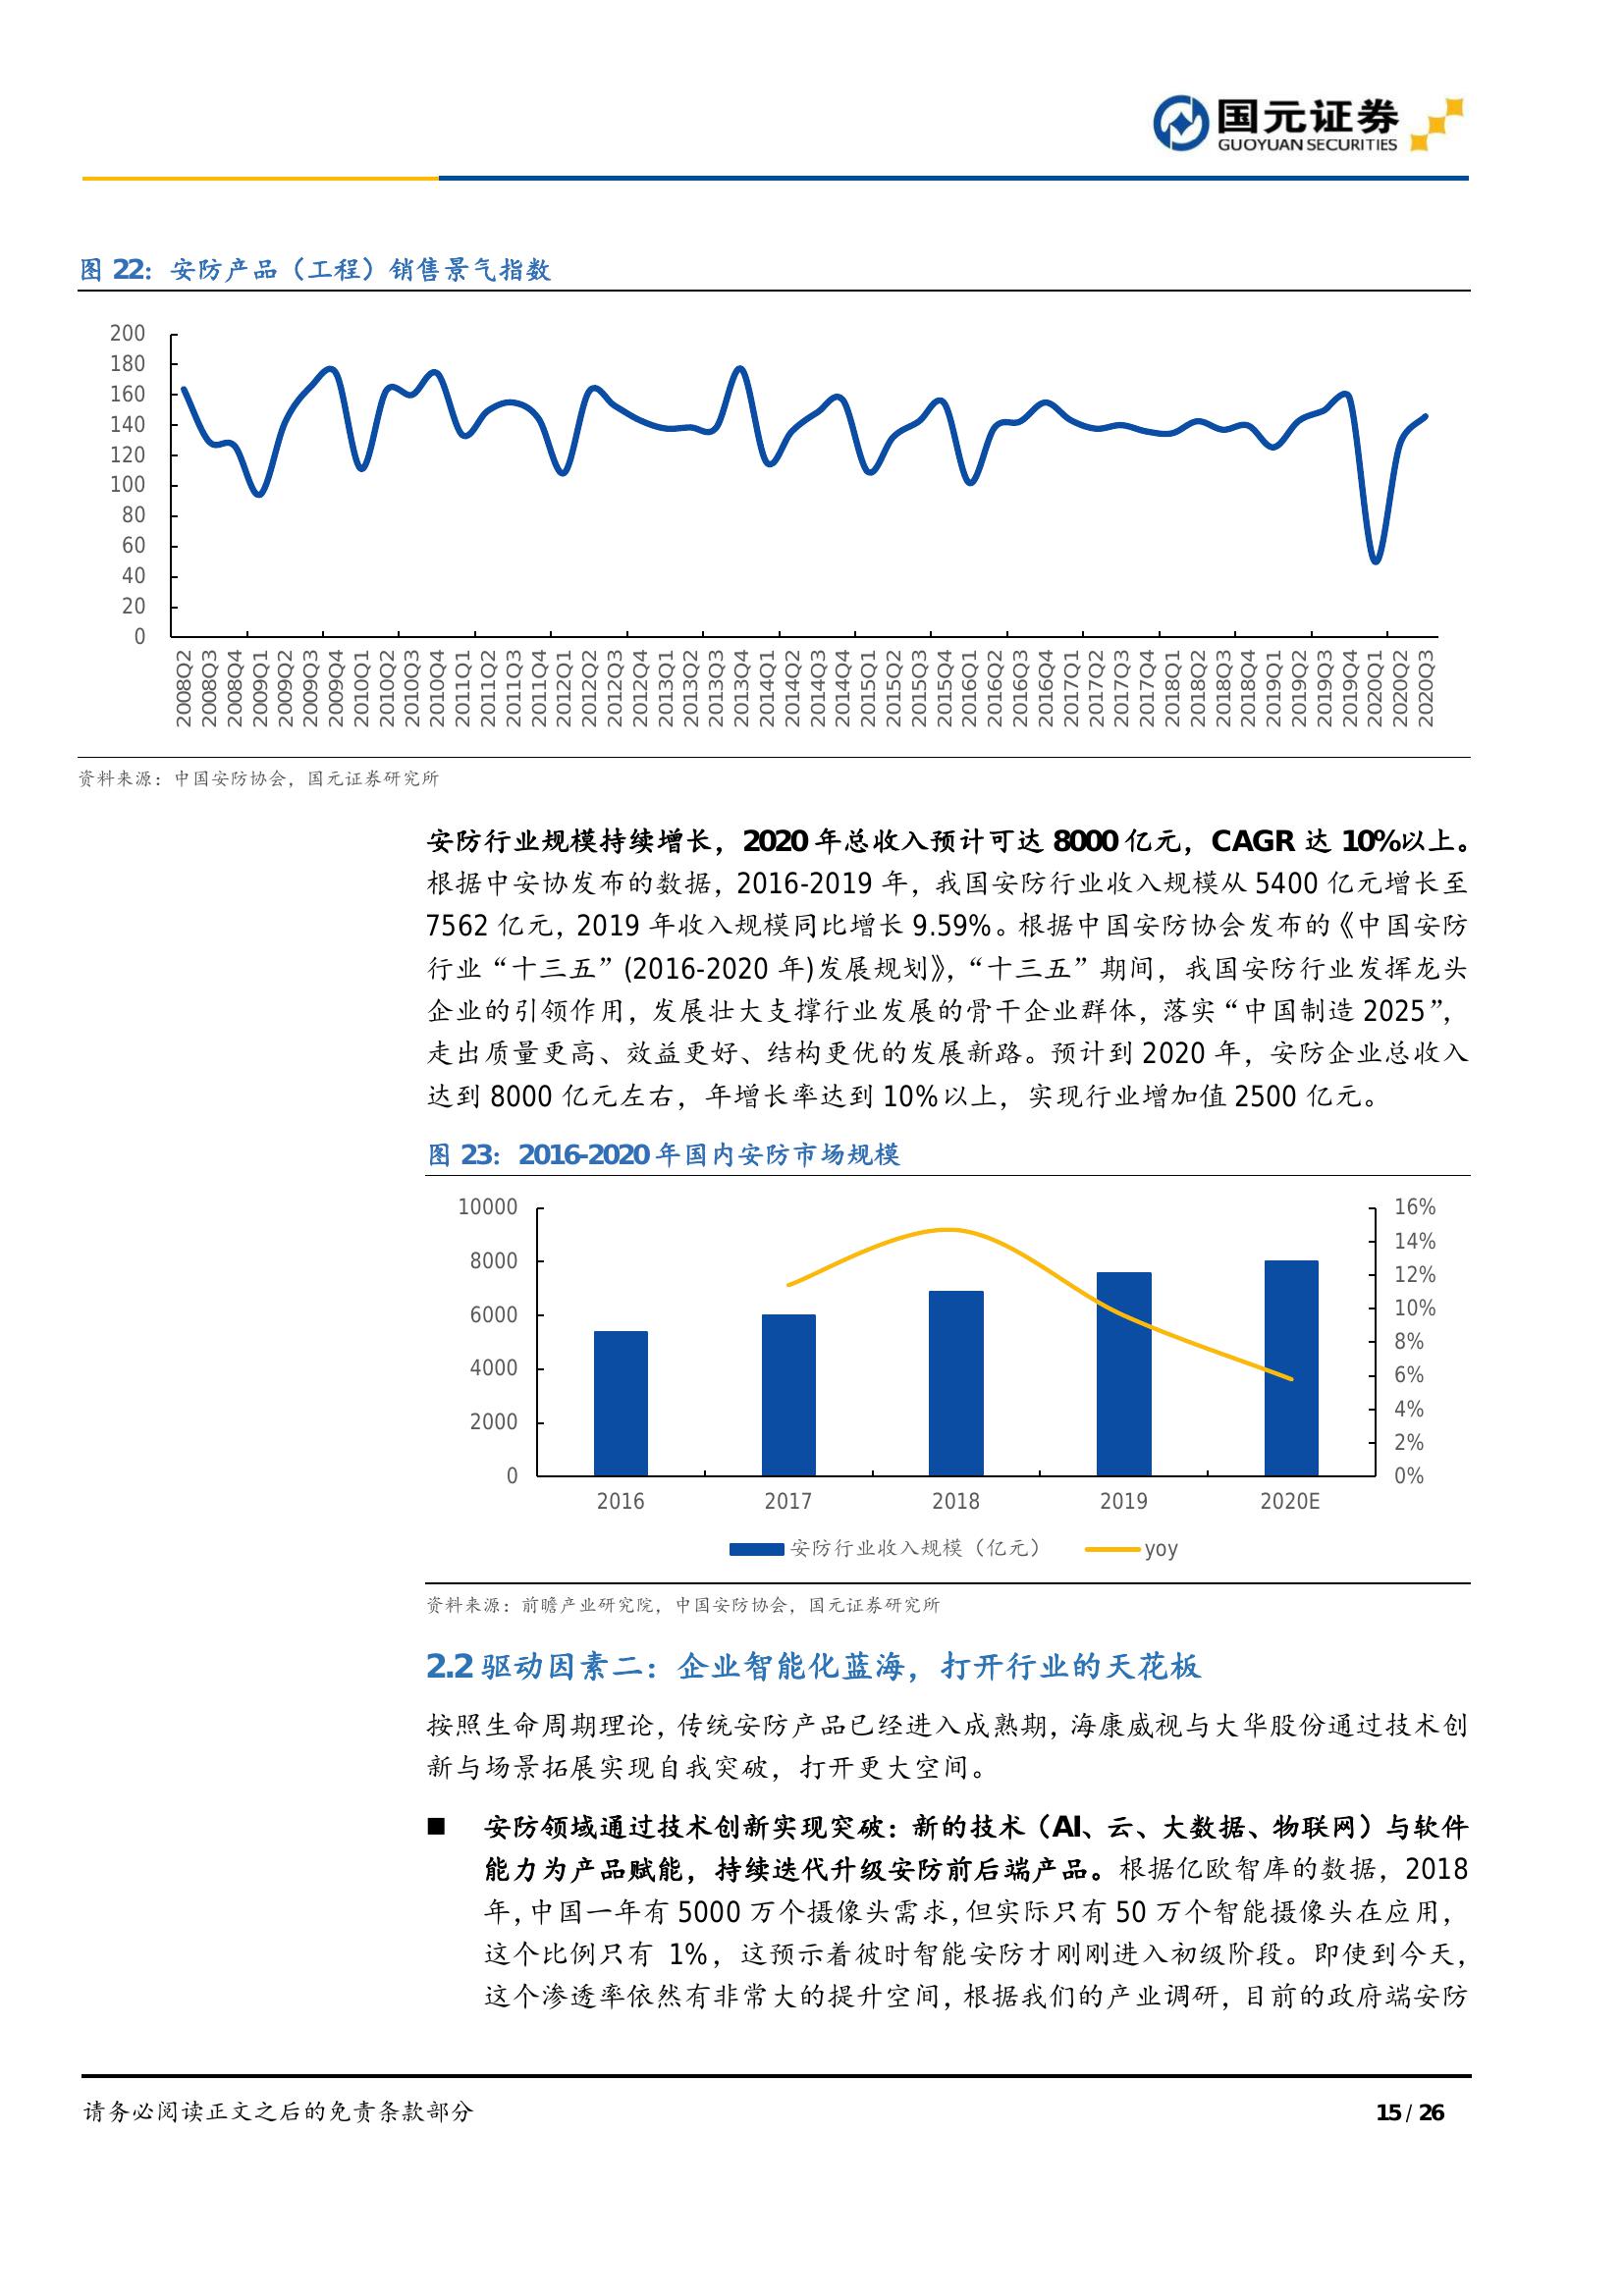 国元证券
GUOYUAN SECURITIES
图 22：安防产品（工程）销售景气指数
200
180
160
140
120
100
80
60
40
20
0
2008Q2 2008Q3 2008Q4 2009Q1 2009Q2 2009Q3 2009Q4 2010Q1 2010Q2 2010Q3 2010Q4 2011Q1 2011Q2 2011Q3 2011Q4 2012Q1 2012Q2 2012Q3 2012Q4 2013Q1 2013Q2 2013Q3 2013Q4 2014Q1 2014Q2 2014Q3 2014Q4 2015Q1 2015Q2 2015Q3 2015Q4 2016Q1 2016Q2 2016Q3 2016Q4 2017Q1 2017Q2 2017Q3 2017Q4 2018Q1 2018Q2 2018Q3 2018Q4 2019Q1 2019Q2 2019Q3 2019Q4 2020Q1 2020Q2 2020Q3
资料来源：中国安防协会，国元证券研究所
安防行业规模持续增长，2020 年总收入预计可达 8000 亿元，CAGR 达 10%以上。
根据中安协发布的数据，2016-2019 年，我国安防行业收入规模从 5400 亿元增长至
7562 亿元，2019 年收入规模同比增长 9.59%。根据中国安防协会发布的《中国安防
行业“十三五”(2016-2020 年)发展规划》，“十三五”期间，我国安防行业发挥龙头
企业的引领作用，发展壮大支撑行业发展的骨干企业群体，落实“中国制造 2025”，
走出质量更高、效益更好、结构更优的发展新路。预计到 2020 年，安防企业总收入
达到 8000 亿元左右，年增长率达到 10%以上，实现行业增加值 2500 亿元。
图 23：2016-2020 年国内安防市场规模
10000 16%
14%
8000 12%
6000 10%
8%
4000 6%
4%
2000 2%
0 0%
2016 2017 2018 2019 2020E
安防行业收入规模（亿元） yoy
资料来源：前瞻产业研究院，中国安防协会，国元证券研究所
2.2 驱动因素二：企业智能化蓝海，打开行业的天花板
按照生命周期理论，传统安防产品已经进入成熟期，海康威视与大华股份通过技术创
新与场景拓展实现自我突破，打开更大空间。
■ 安防领域通过技术创新实现突破：新的技术（AI、云、大数据、物联网）与软件
能力为产品赋能，持续迭代升级安防前后端产品。根据亿欧智库的数据，2018
年，中国一年有 5000 万个摄像头需求，但实际只有 50 万个智能摄像头在应用，
这个比例只有 1%，这预示着彼时智能安防才刚刚进入初级阶段。即使到今天，
这个渗透率依然有非常大的提升空间，根据我们的产业调研，目前的政府端安防
请务必阅读正文之后的免责条款部分
15 / 26